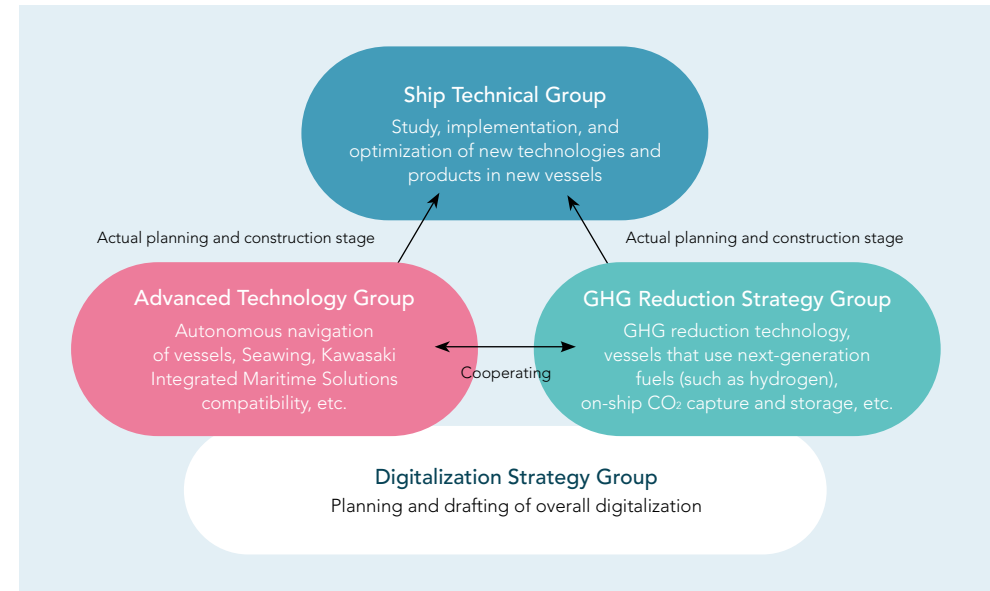 Ship Technical Group
Study, implementation, and
optimization of new technologies and
products in new vessels
Actual planning and construction stage
Actual planning and construction stage
Advanced Technology Group
Autonomous navigation
of vessels, Seawing, Kawasaki
Integrated Maritime Solutions
compatibility, etc.
Cooperating
GHG Reduction Strategy Group
GHG reduction technology,
vessels that use next-generation
fuels (such as hydrogen),
on-ship CO₂ capture and storage, etc.
Digitalization Strategy Group
Planning and drafting of overall digitalization